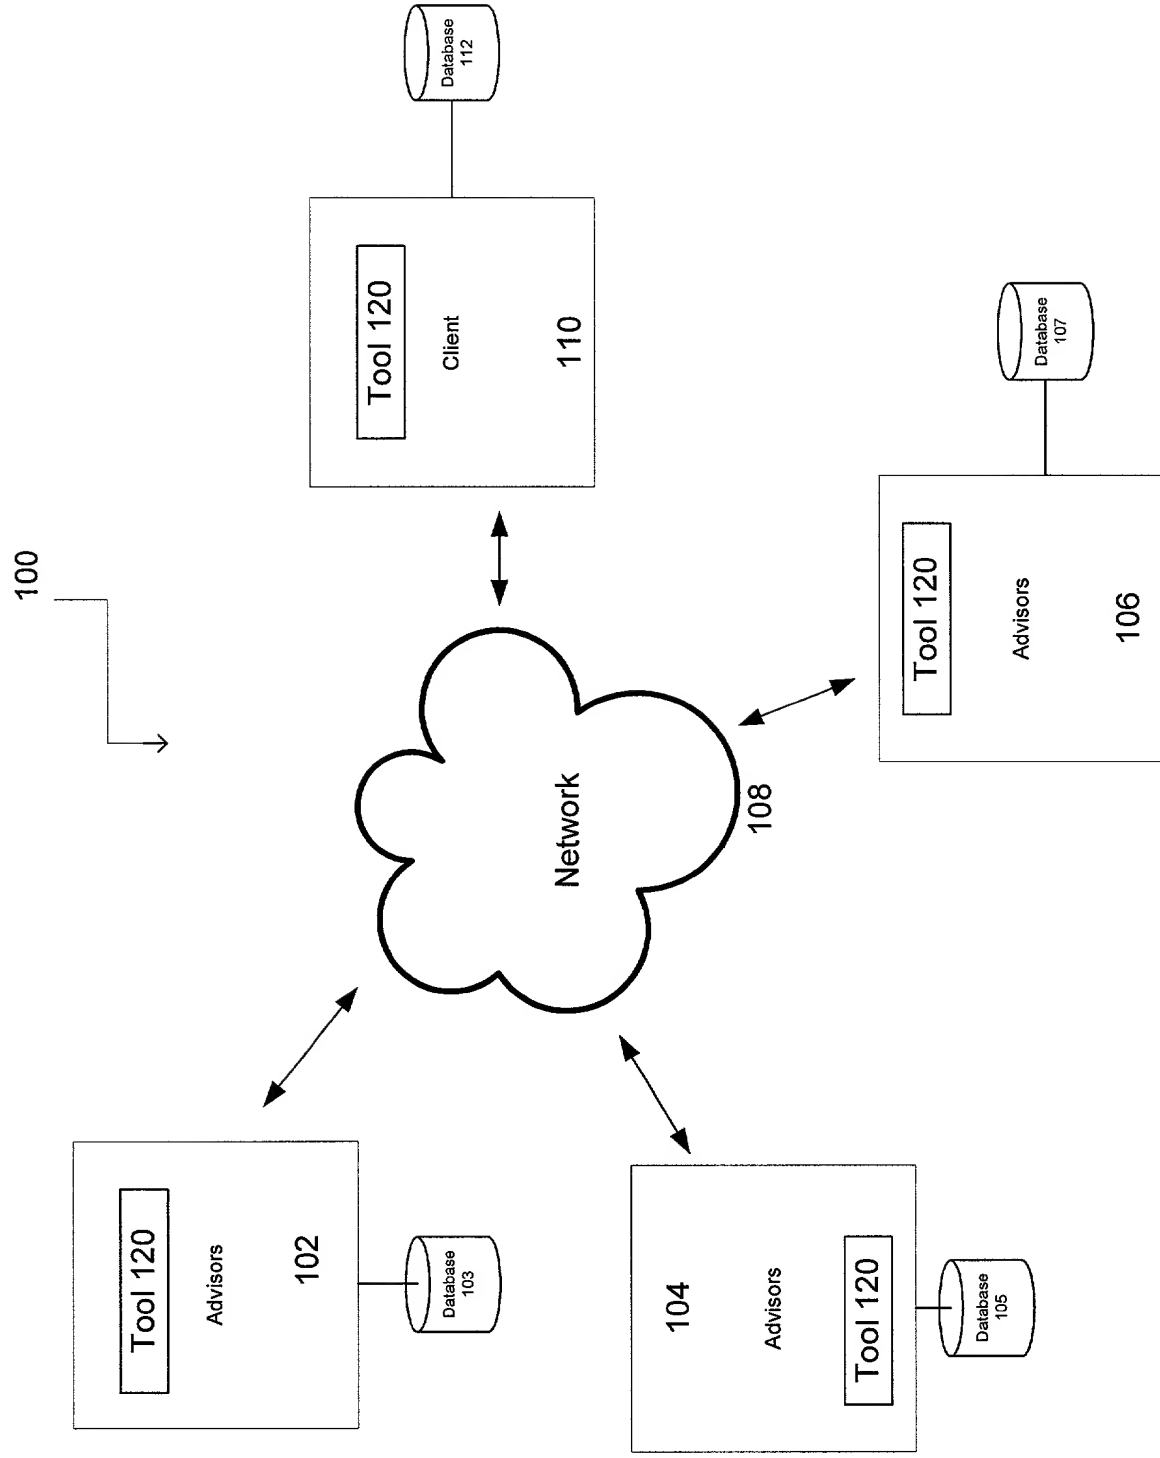 100
Tool 120
Advisors
102
Database
103
Network
108
Tool 120
Client
110
Database
112
104
Advisors
Tool 120
Database
105
Tool 120
Advisors
106
Database
107